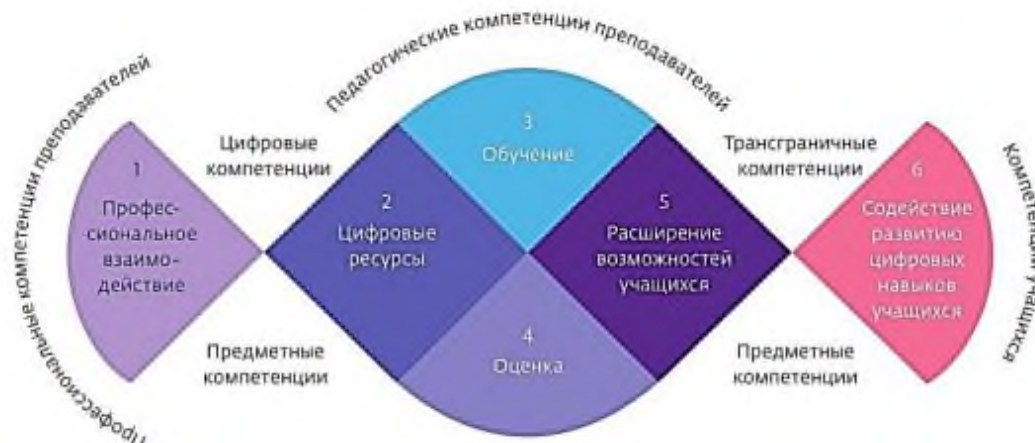 Профессиональные компетенции преподавателей
Педагогические компетенции преподавателей
Компетенции учащихся
1
Профес-
сиональное
взаимо-
действие
Цифровые
компетенции
Предметные
компетенции
2
Цифровые
ресурсы
3
Обучение
4
Оценка
5
Расширение
возможностей
учащихся
Трансграничные
компетенции
Предметные
компетенции
6
Содействие
развитию
цифровых
навыков
учащихся